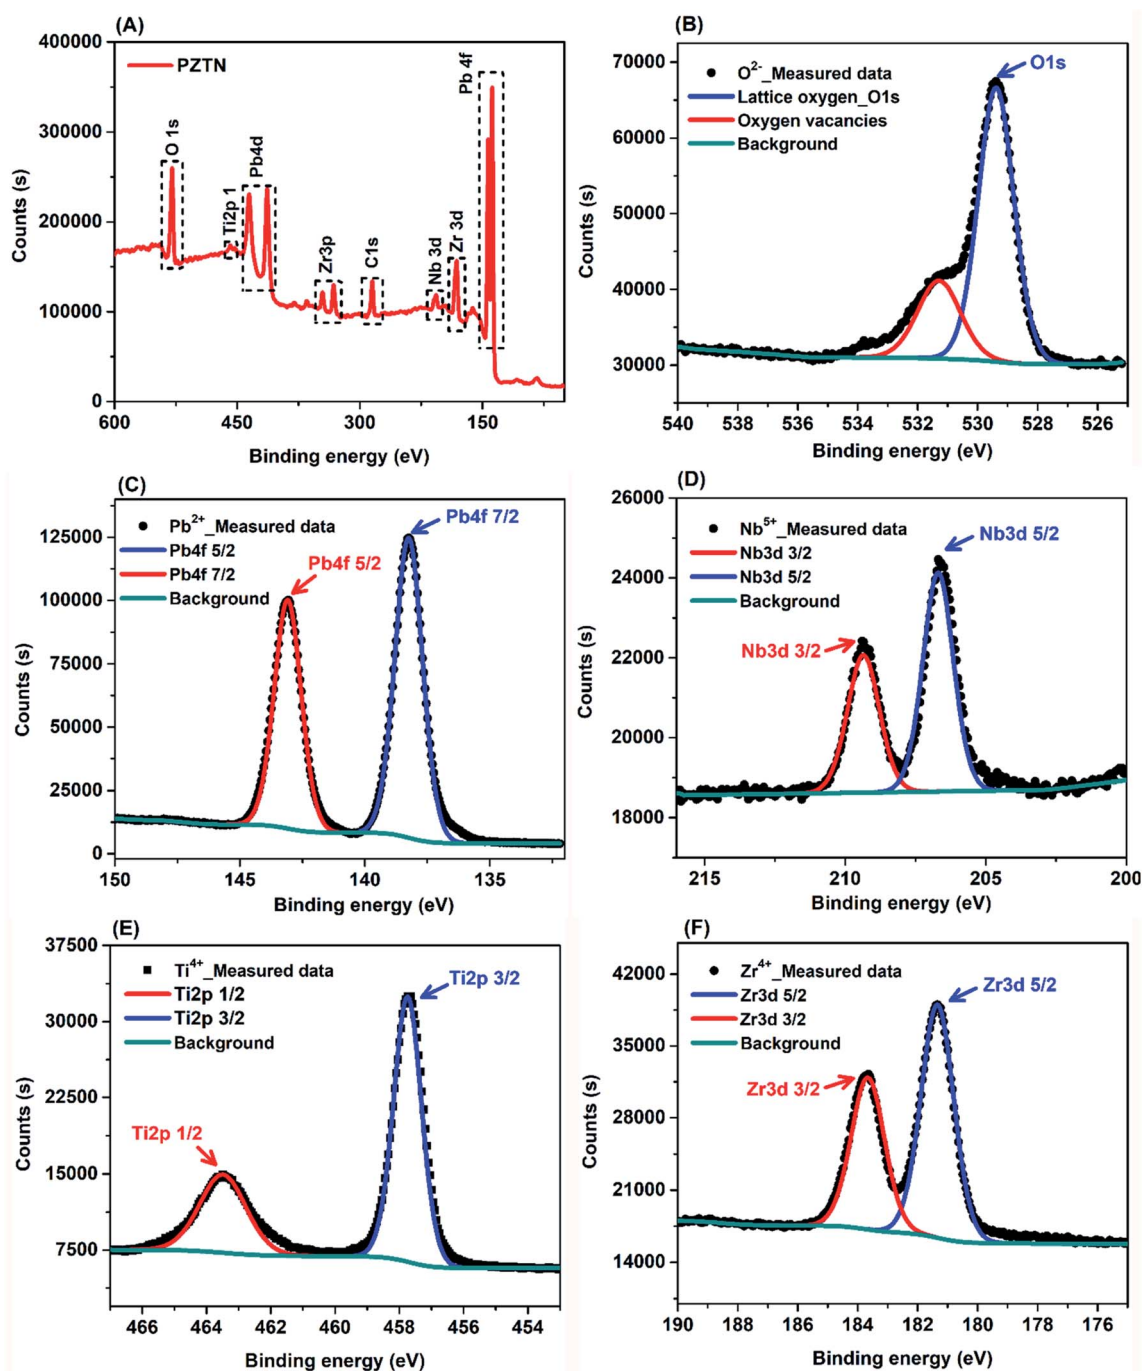 (A)
400000
300000
200000
100000
0
Counts (s)
PZTN
O 1s
Ti2p 1
Pb4d
Zr3p
C1s
Nb 3d
Zr 3d
Pb 4f
600
450
300
150
Binding energy (eV)
(B)
70000
60000
50000
40000
30000
Counts (s)
O²⁻_Measured data
Lattice oxygen_O1s
Oxygen vacancies
Background
O1s
540 538 536 534 532 530 528 526
Binding energy (eV)
(C)
125000
100000
75000
50000
25000
0
Counts (s)
Pb²⁺_Measured data
Pb4f 5/2
Pb4f 7/2
Background
Pb4f 7/2
Pb4f 5/2
150 145 140 135
Binding energy (eV)
(D)
26000
24000
22000
20000
18000
Counts (s)
Nb⁵⁺_Measured data
Nb3d 3/2
Nb3d 5/2
Background
Nb3d 5/2
Nb3d 3/2
215 210 205 200
Binding energy (eV)
(E)
37500
30000
22500
15000
7500
Counts (s)
Ti⁴⁺_Measured data
Ti2p 1/2
Ti2p 3/2
Background
Ti2p 3/2
Ti2p 1/2
466 464 462 460 458 456 454
Binding energy (eV)
(F)
42000
35000
28000
21000
14000
Counts (s)
Zr⁴⁺_Measured data
Zr3d 5/2
Zr3d 3/2
Background
Zr3d 5/2
Zr3d 3/2
190 188 186 184 182 180 178 176
Binding energy (eV)